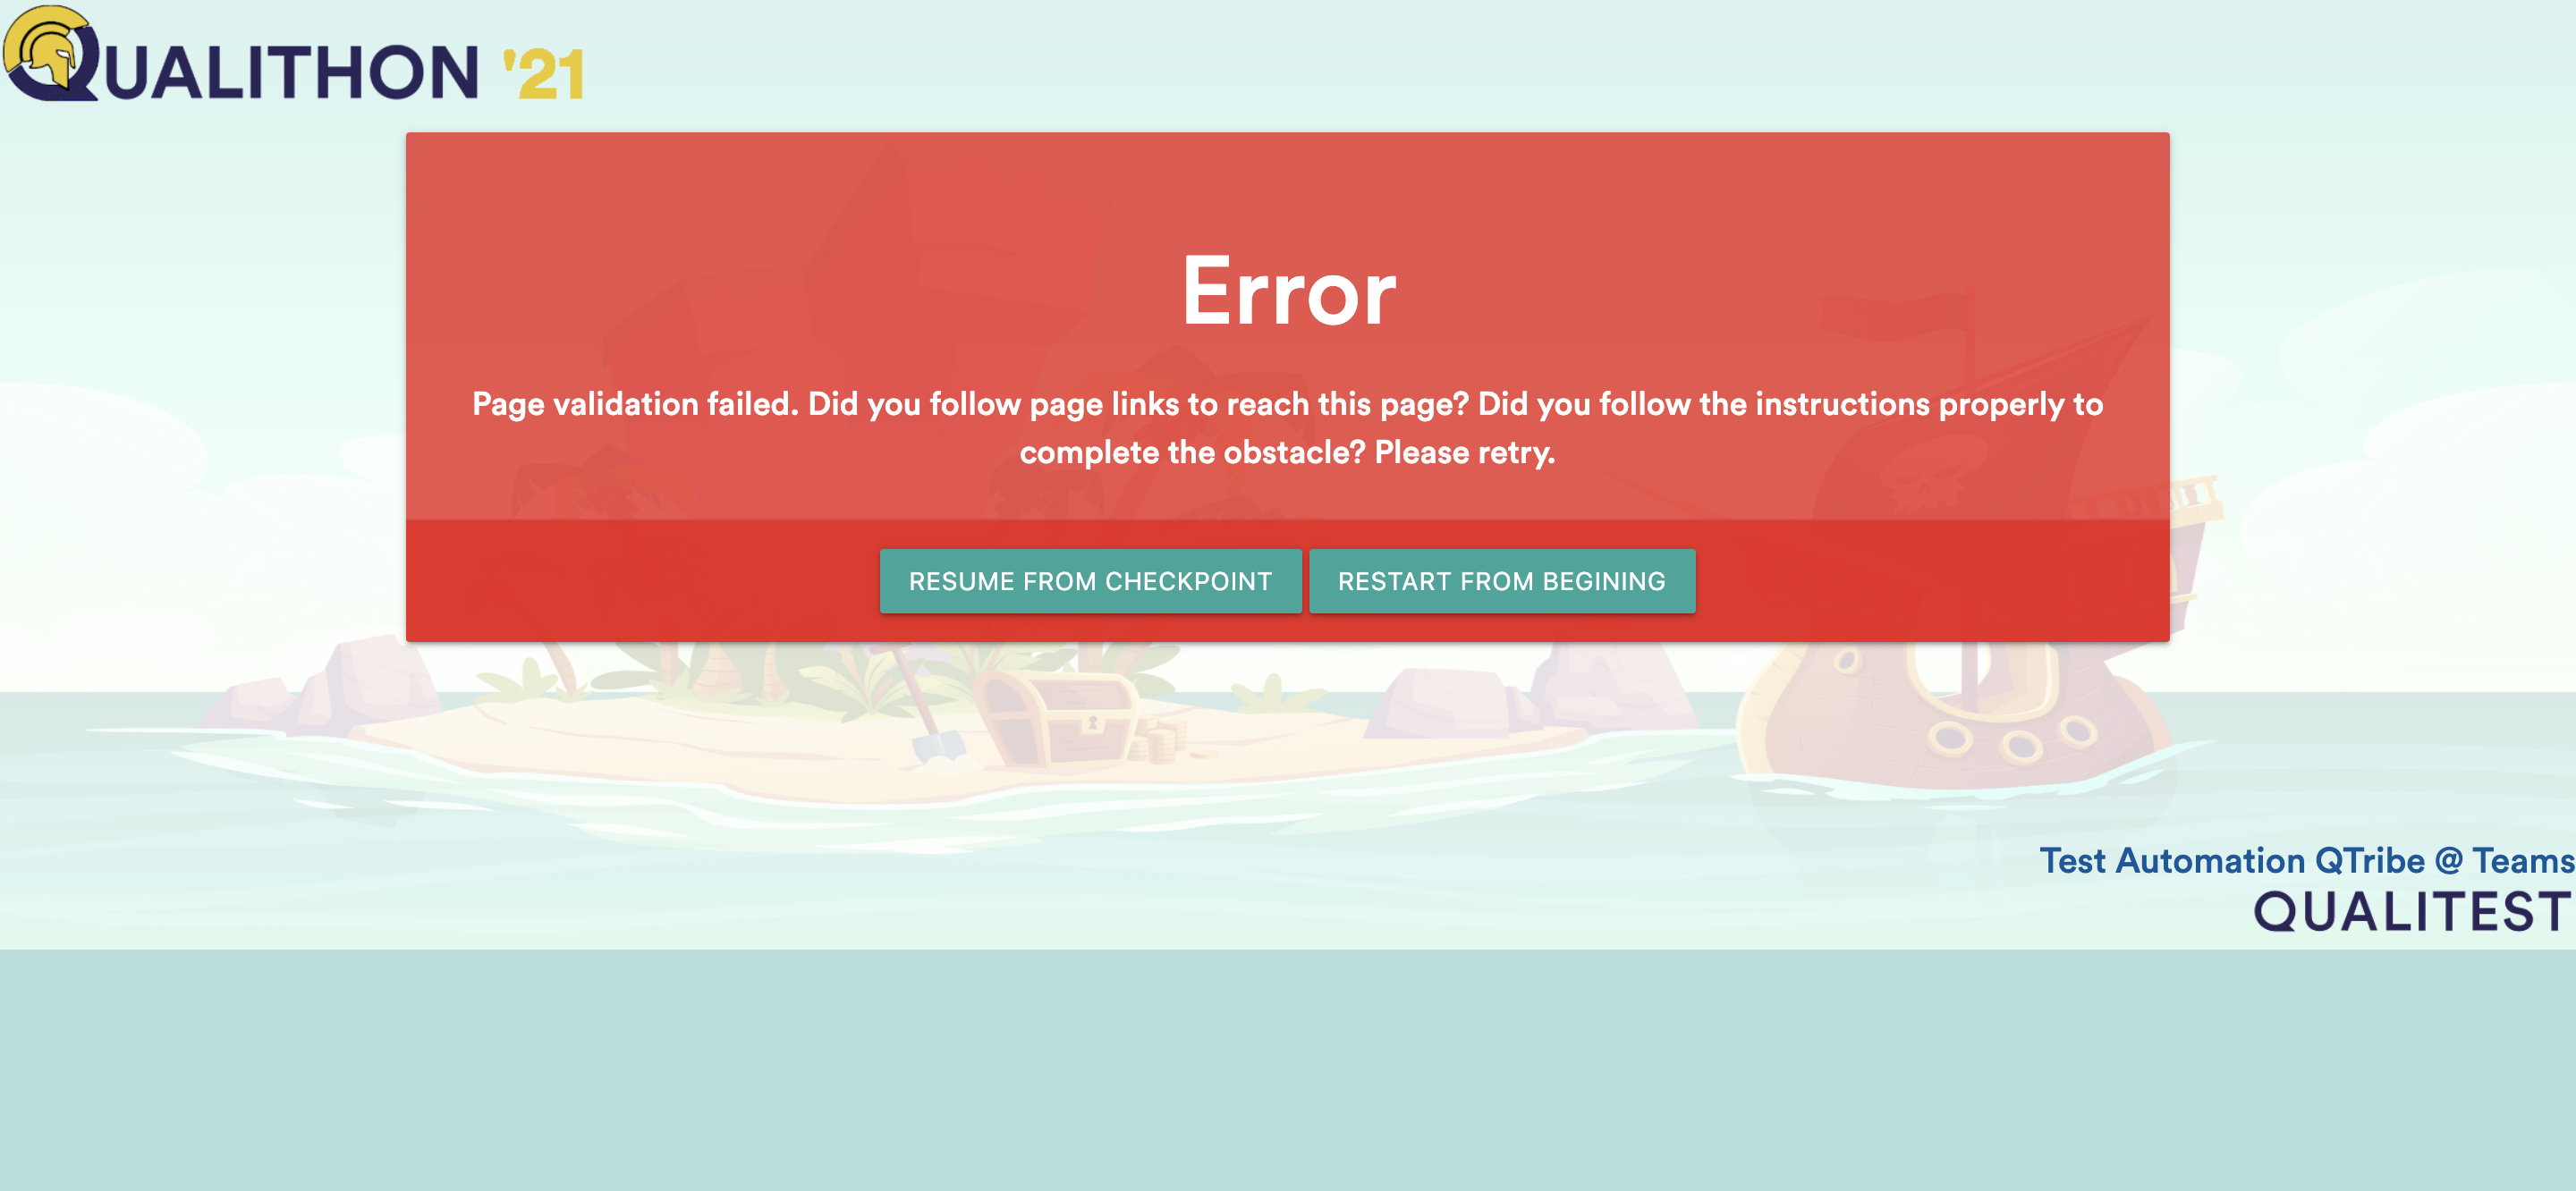 QUALITHON '21
Error
Page validation failed. Did you follow page links to reach this page? Did you follow the instructions properly to
complete the obstacle? Please retry.
RESUME FROM CHECKPOINT
RESTART FROM BEGINING
Test Automation QTribe @ Teams
QUALITEST